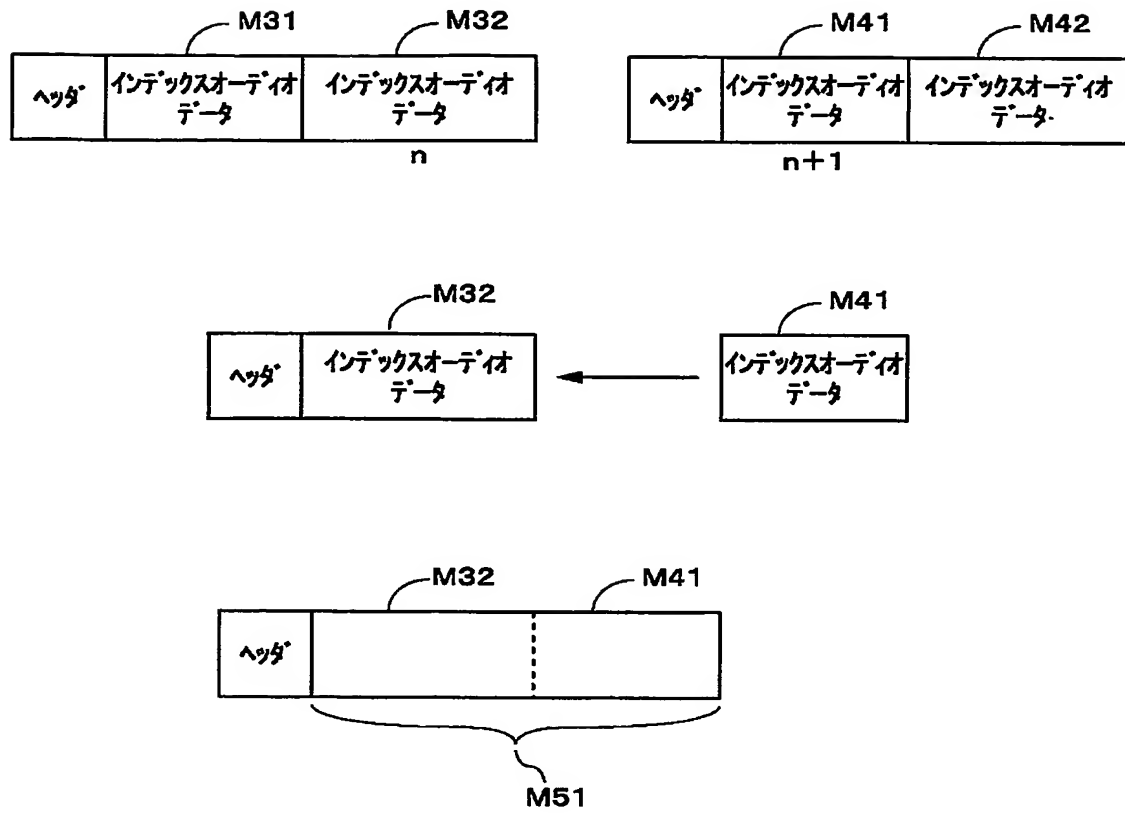 M31 M32 M41 M42
ヘッダ インデックスオーディオ インデックスオーディオ ヘッダ インデックスオーディオ インデックスオーディオ
データ データ データ データ
n n+1
M32 M41
ヘッダ インデックスオーディオ インデックスオーディオ
データ データ
M32 M41
ヘッダ
M51